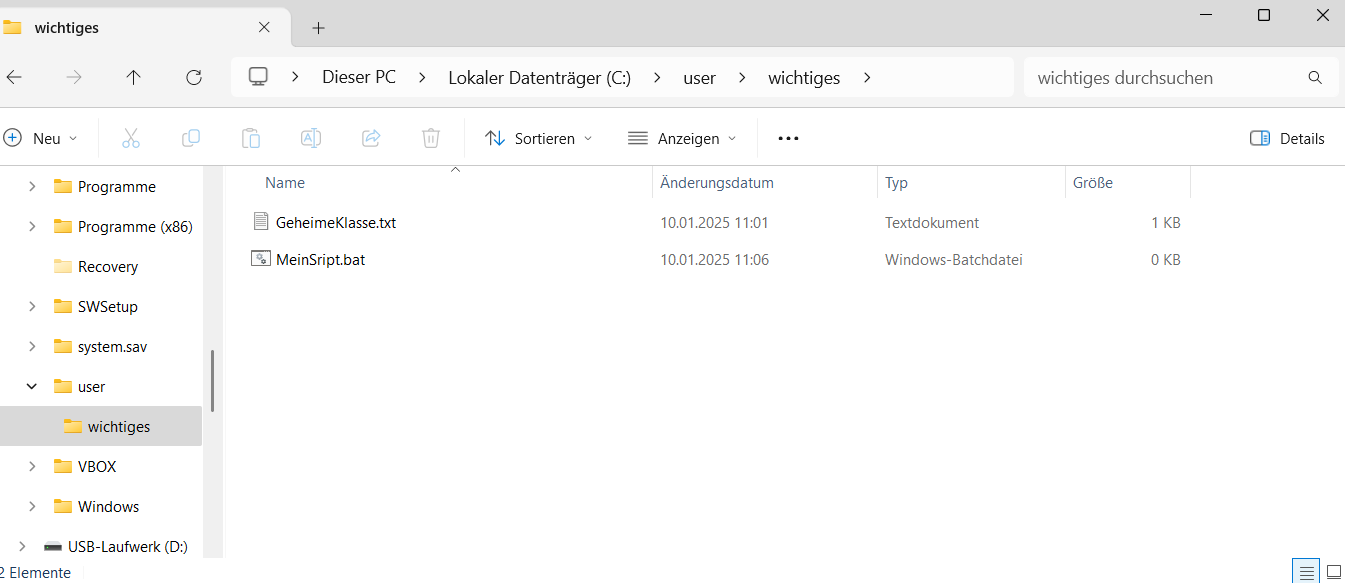 wichtiges
Dieser PC > Lokaler Datenträger (C:) > user > wichtiges >
wichtiges durchsuchen
Neu
Sortieren
Anzeigen
Details
Programme
Programme (x86)
Recovery
SWSetup
system.sav
user
wichtiges
VBOX
Windows
USB-Laufwerk (D:)
Name Änderungsdatum Typ Größe
GeheimeKlasse.txt 10.01.2025 11:01 Textdokument 1 KB
MeinSript.bat 10.01.2025 11:06 Windows-Batchdatei 0 KB
2 Elemente